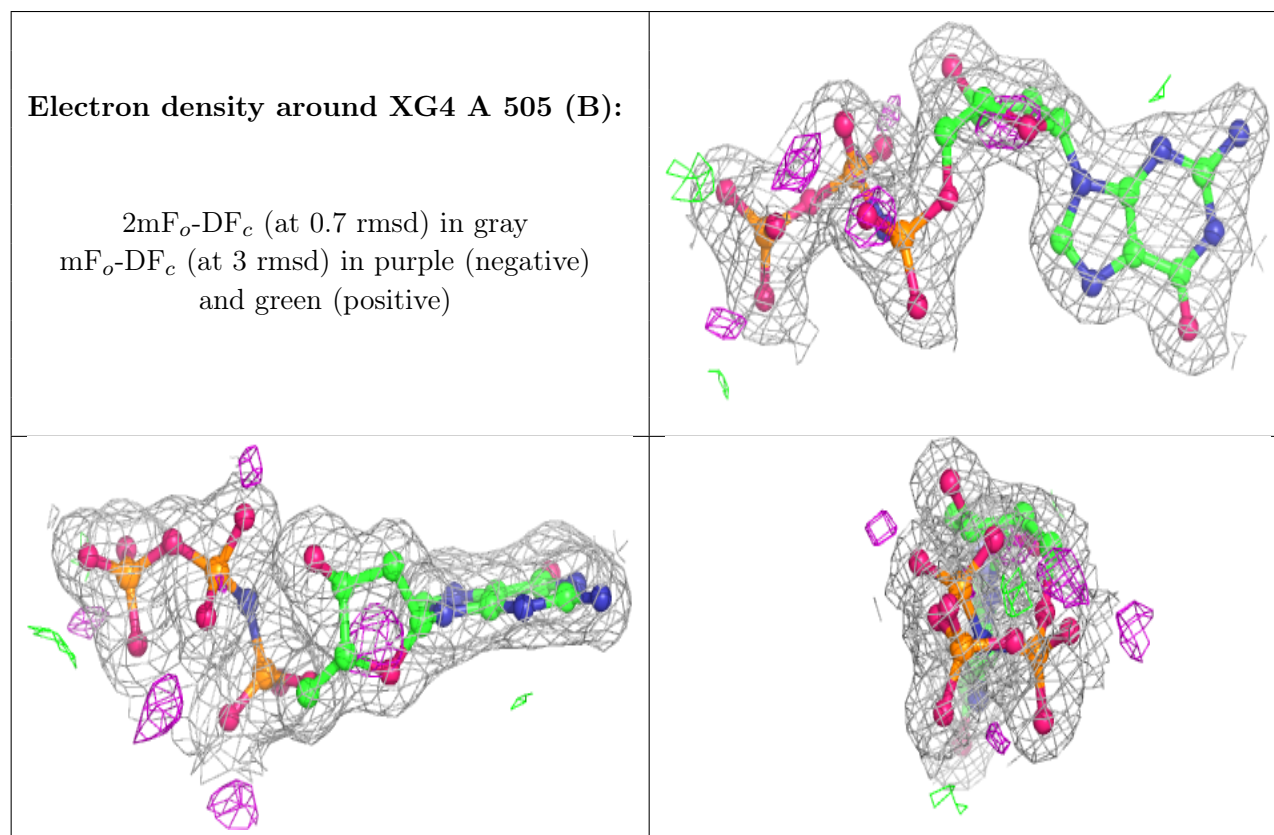 Electron density around XG4 A 505 (B):
2mFo-DFc (at 0.7 rmsd) in gray
mFo-DFc (at 3 rmsd) in purple (negative)
and green (positive)